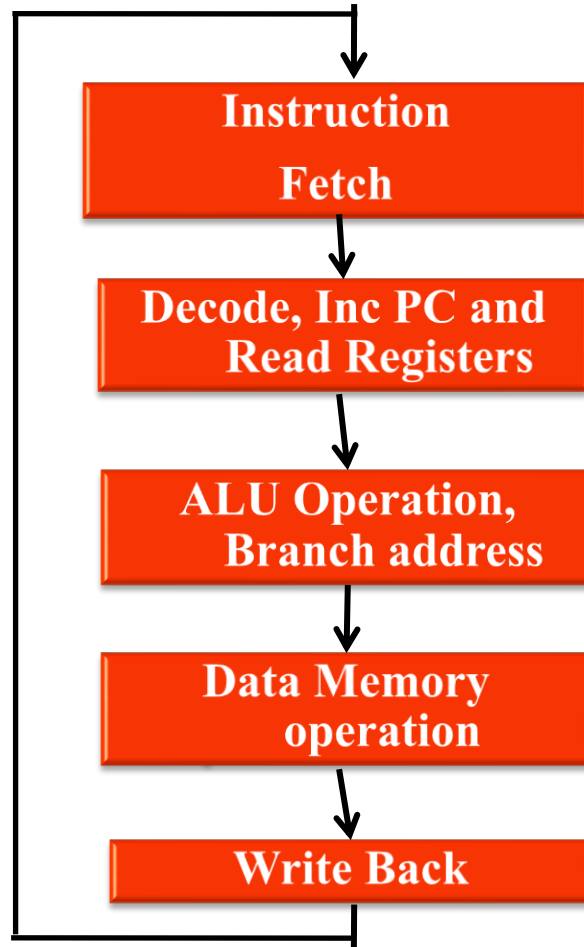 Instruction
Fetch
Decode, Inc PC and
Read Registers
ALU Operation,
Branch address
Data Memory
operation
Write Back